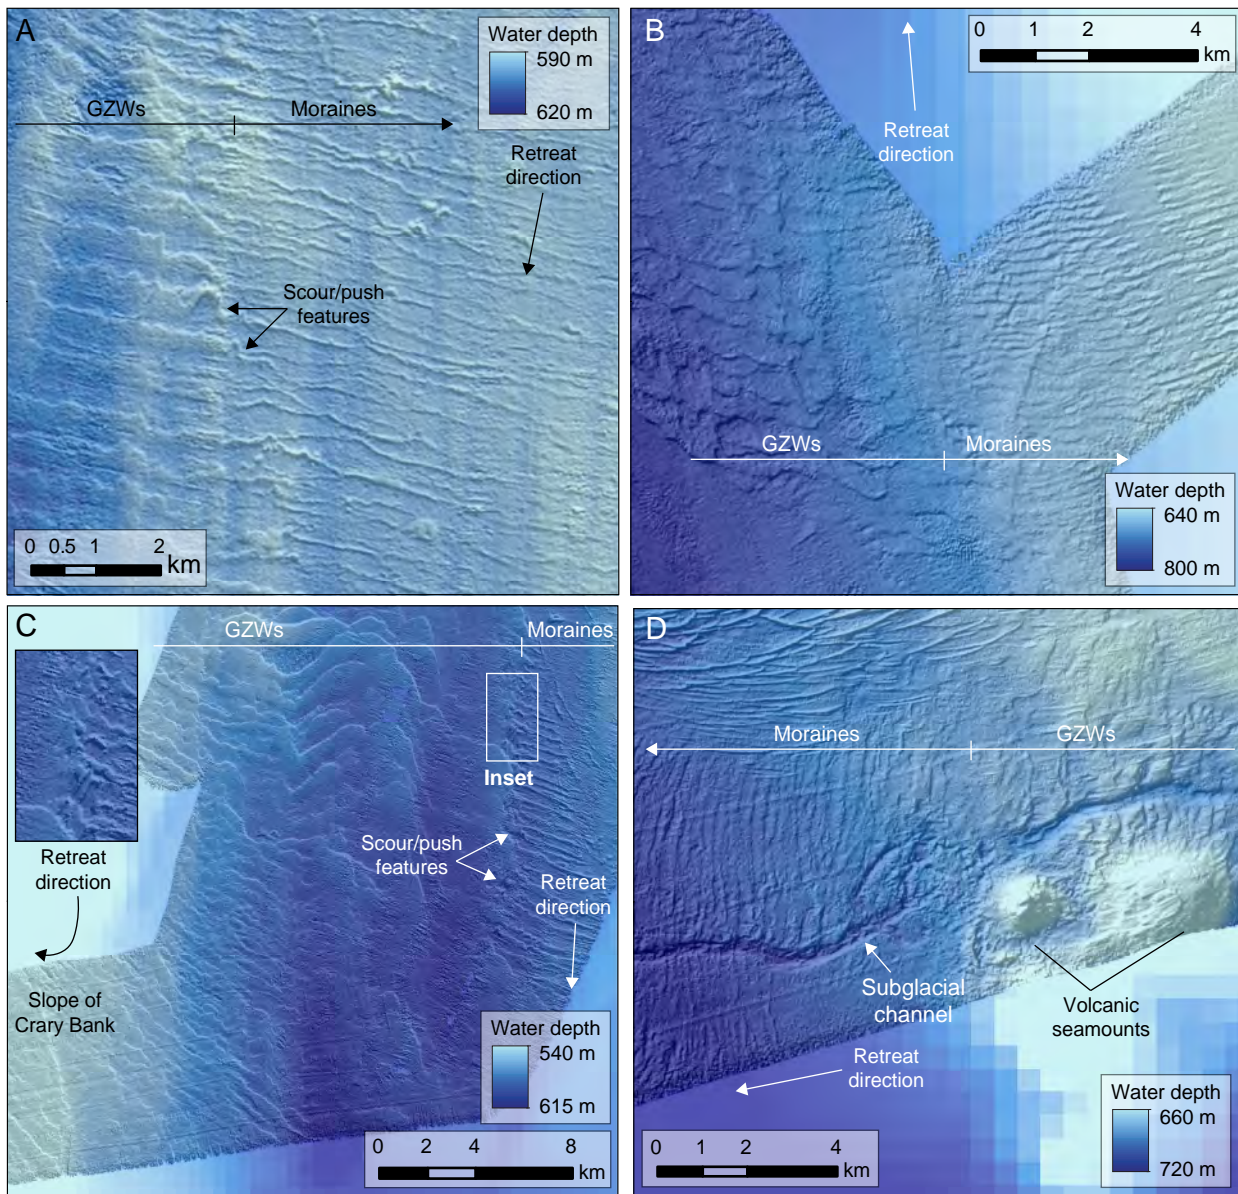 A
Water depth
590 m
620 m
GZWs
Moraines
Retreat
direction
Scour/push
features
0 0.5 1 2
km
B
0 1 2 4
km
Retreat
direction
GZWs
Moraines
Water depth
640 m
800 m
C
GZWs
Moraines
Inset
Retreat
direction
Scour/push
features
Retreat
direction
Slope of
Crary Bank
Water depth
540 m
615 m
0 2 4 8
km
D
Moraines
GZWs
Subglacial
channel
Volcanic
seamounts
Retreat
direction
Water depth
660 m
720 m
0 1 2 4
km